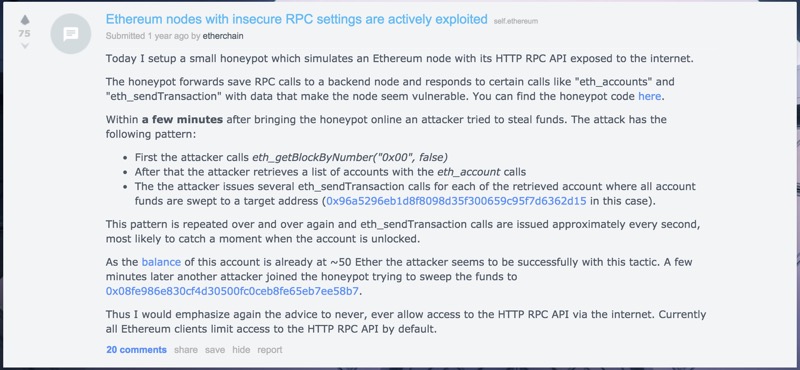 Ethereum nodes with insecure RPC settings are actively exploited self.ethereum
75
Submitted 1 year ago by etherchain
Today I setup a small honeypot which simulates an Ethereum node with its HTTP RPC API exposed to the internet.
The honeypot forwards save RPC calls to a backend node and responds to certain calls like "eth_accounts" and
"eth_sendTransaction" with data that make the node seem vulnerable. You can find the honeypot code here.
Within a few minutes after bringing the honeypot online an attacker tried to steal funds. The attack has the
following pattern:
• First the attacker calls eth_getBlockByNumber("0x00", false)
• After that the attacker retrieves a list of accounts with the eth_account calls
• The the attacker issues several eth_sendTransaction calls for each of the retrieved account where all account
funds are swept to a target address (0x96a5296eb1d8f8098d35f300659c95f7d6362d15 in this case).
This pattern is repeated over and over again and eth_sendTransaction calls are issued approximately every second,
most likely to catch a moment when the account is unlocked.
As the balance of this account is already at ~50 Ether the attacker seems to be successfully with this tactic. A few
minutes later another attacker joined the honeypot trying to sweep the funds to
0x08fe986e830cf4d30500fc0ceb8fe65eb7ee58b7.
Thus I would emphasize again the advice to never, ever allow access to the HTTP RPC API via the internet. Currently
all Ethereum clients limit access to the HTTP RPC API by default.
20 comments share save hide report